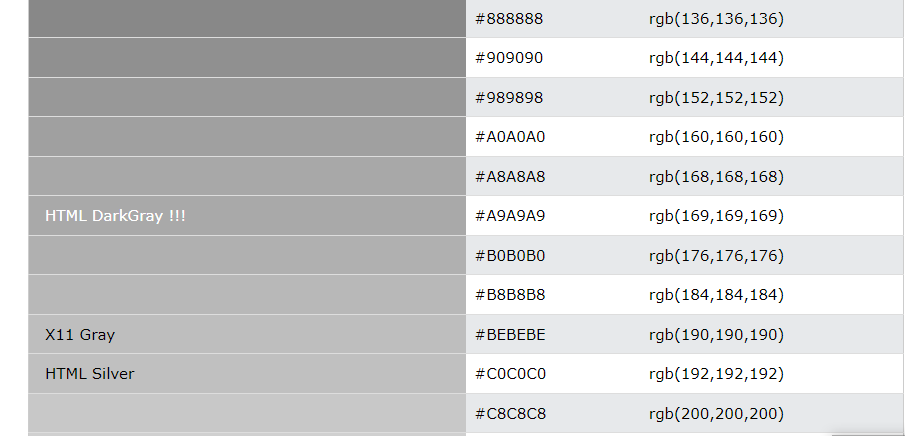 #888888 rgb(136,136,136)
#909090 rgb(144,144,144)
#989898 rgb(152,152,152)
#A0A0A0 rgb(160,160,160)
#A8A8A8 rgb(168,168,168)
HTML DarkGray !!! #A9A9A9 rgb(169,169,169)
#B0B0B0 rgb(176,176,176)
#B8B8B8 rgb(184,184,184)
X11 Gray #BEBEBE rgb(190,190,190)
HTML Silver #C0C0C0 rgb(192,192,192)
#C8C8C8 rgb(200,200,200)